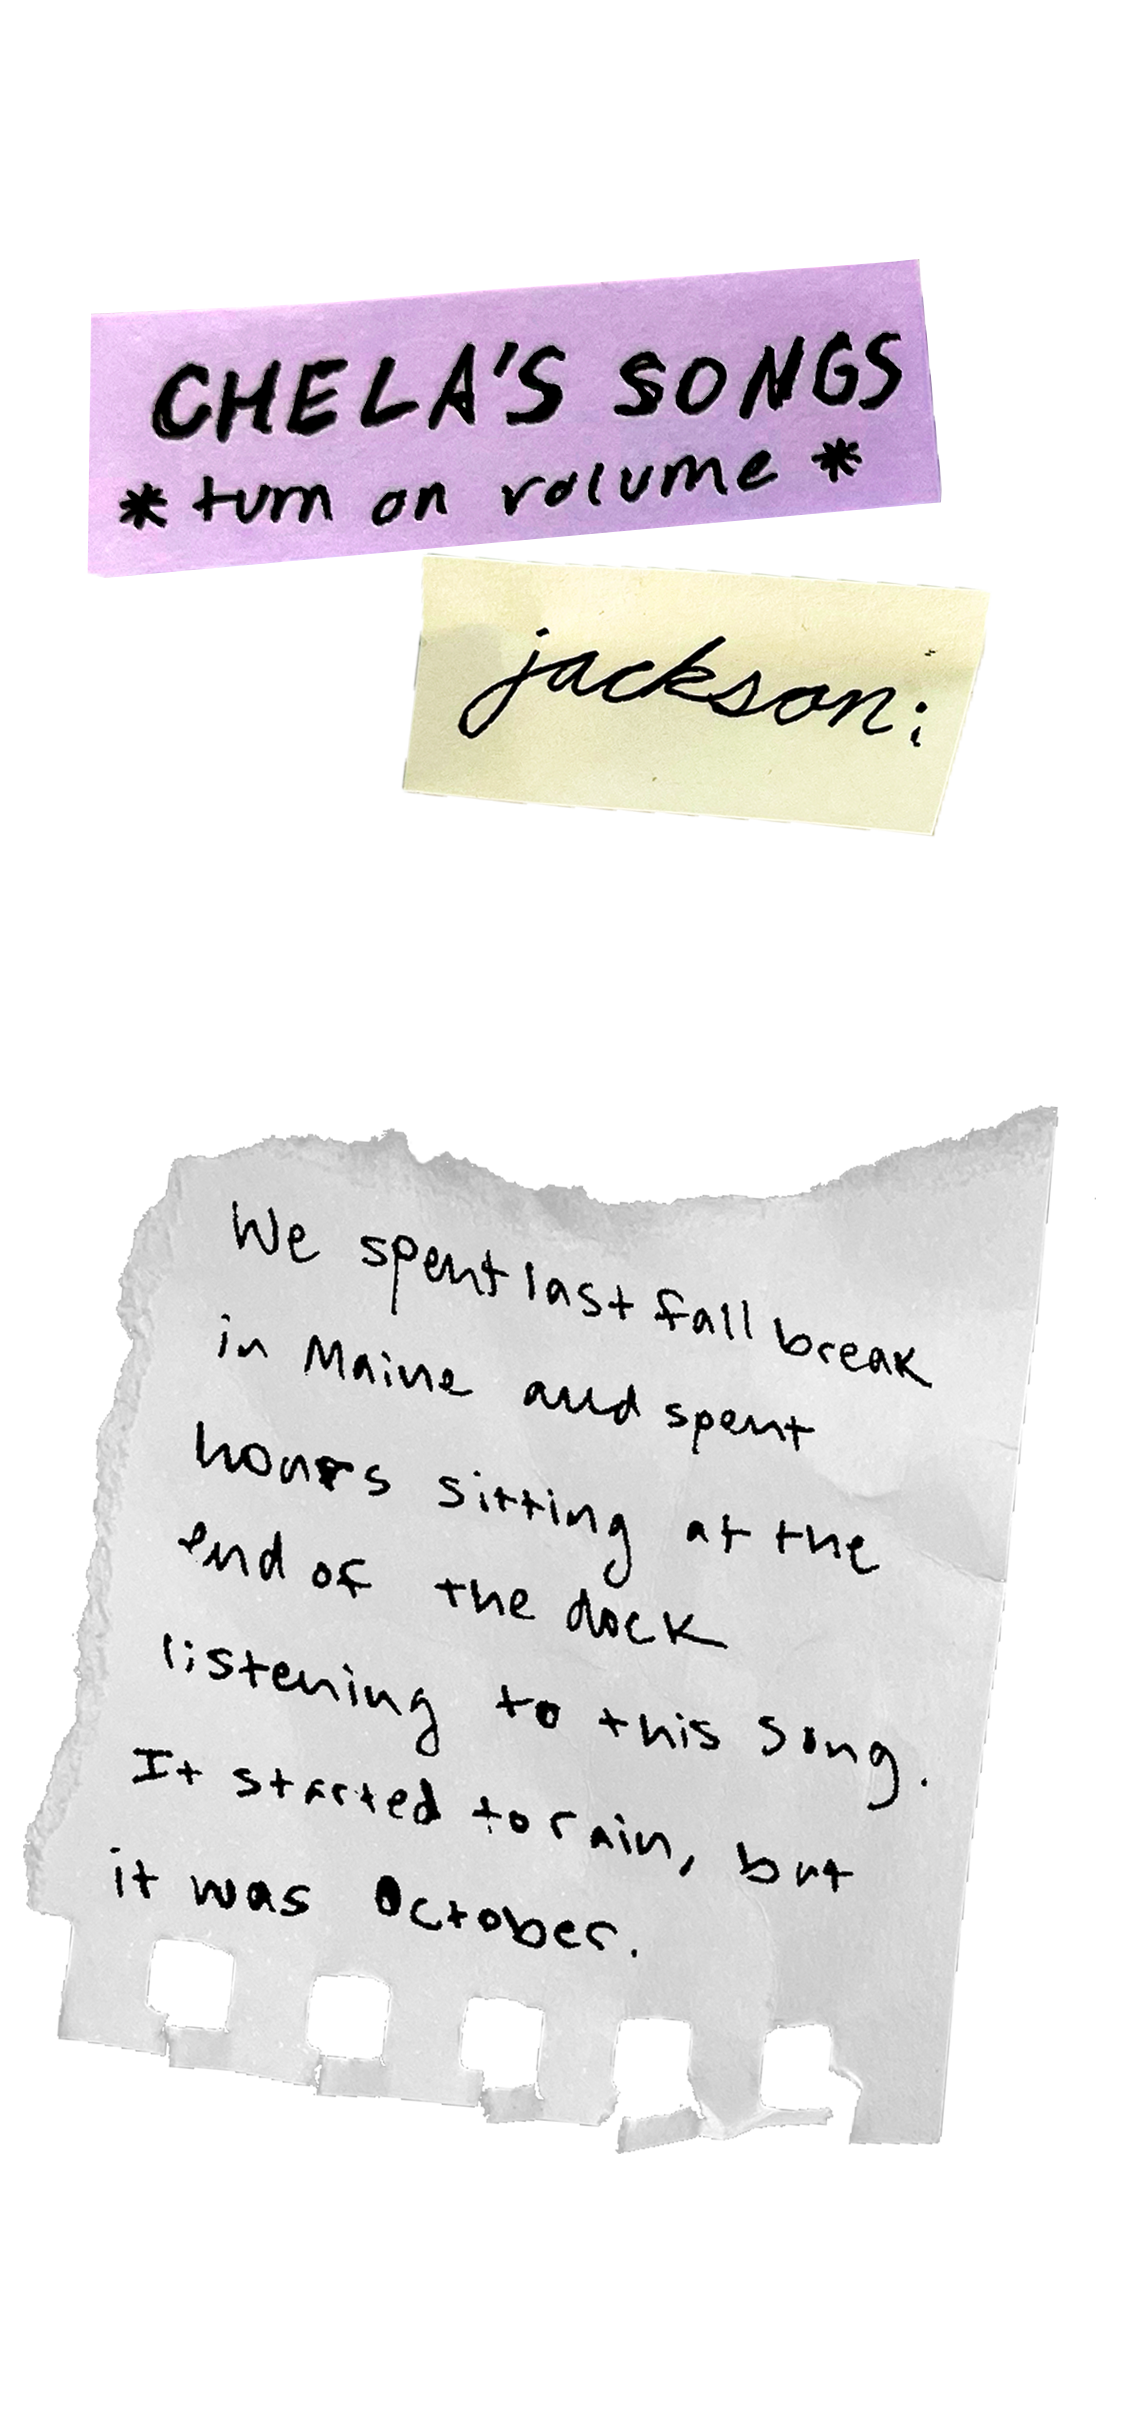 CHELA'S SONGS
* turn on volume *
jackson;
We spent last fall break
in Maine and spent
hours sitting at the
end of the dock
listening to this song.
It started to rain, but
it was October.